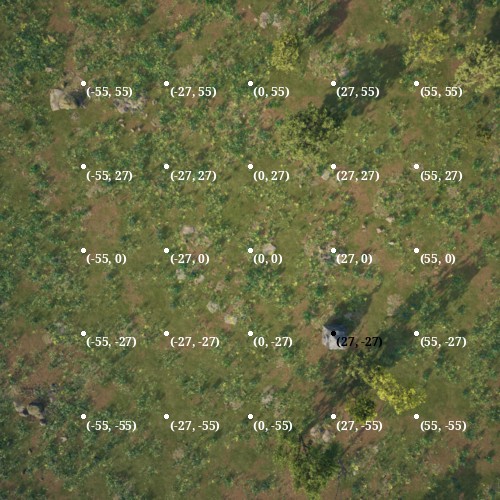 (-55, 55) (-27, 55) (0, 55) (27, 55) (55, 55)
(-55, 27) (-27, 27) (0, 27) (27, 27) (55, 27)
(-55, 0) (-27, 0) (0, 0) (27, 0) (55, 0)
(-55, -27) (-27, -27) (0, -27) (27, -27) (55, -27)
(-55, -55) (-27, -55) (0, -55) (27, -55) (55, -55)